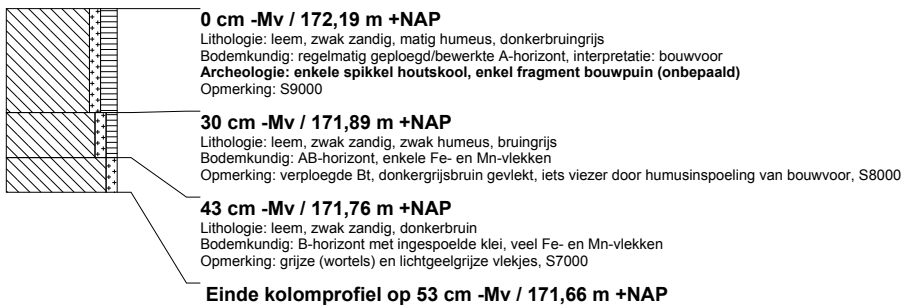 0 cm -Mv / 172,19 m +NAP
Lithologie: leem, zwak zandig, matig humeus, donkerbruingrijs
Bodemkundig: regelmatig geploegd/bewerkte A-horizont, interpretatie: bouwvoor
Archeologie: enkele spikkel houtskool, enkel fragment bouwpuin (onbepaald)
Opmerking: S9000
30 cm -Mv / 171,89 m +NAP
Lithologie: leem, zwak zandig, zwak humeus, bruingrijs
Bodemkundig: AB-horizont, enkele Fe- en Mn-vlekken
Opmerking: verploegde Bt, donkergrijsbruin gevlekt, iets viezer door humusinspoeling van bouwvoor, S8000
43 cm -Mv / 171,76 m +NAP
Lithologie: leem, zwak zandig, donkerbruin
Bodemkundig: B-horizont met ingespoelde klei, veel Fe- en Mn-vlekken
Opmerking: grijze (wortels) en lichtgeelgrijze vlekjes, S7000
Einde kolomprofiel op 53 cm -Mv / 171,66 m +NAP